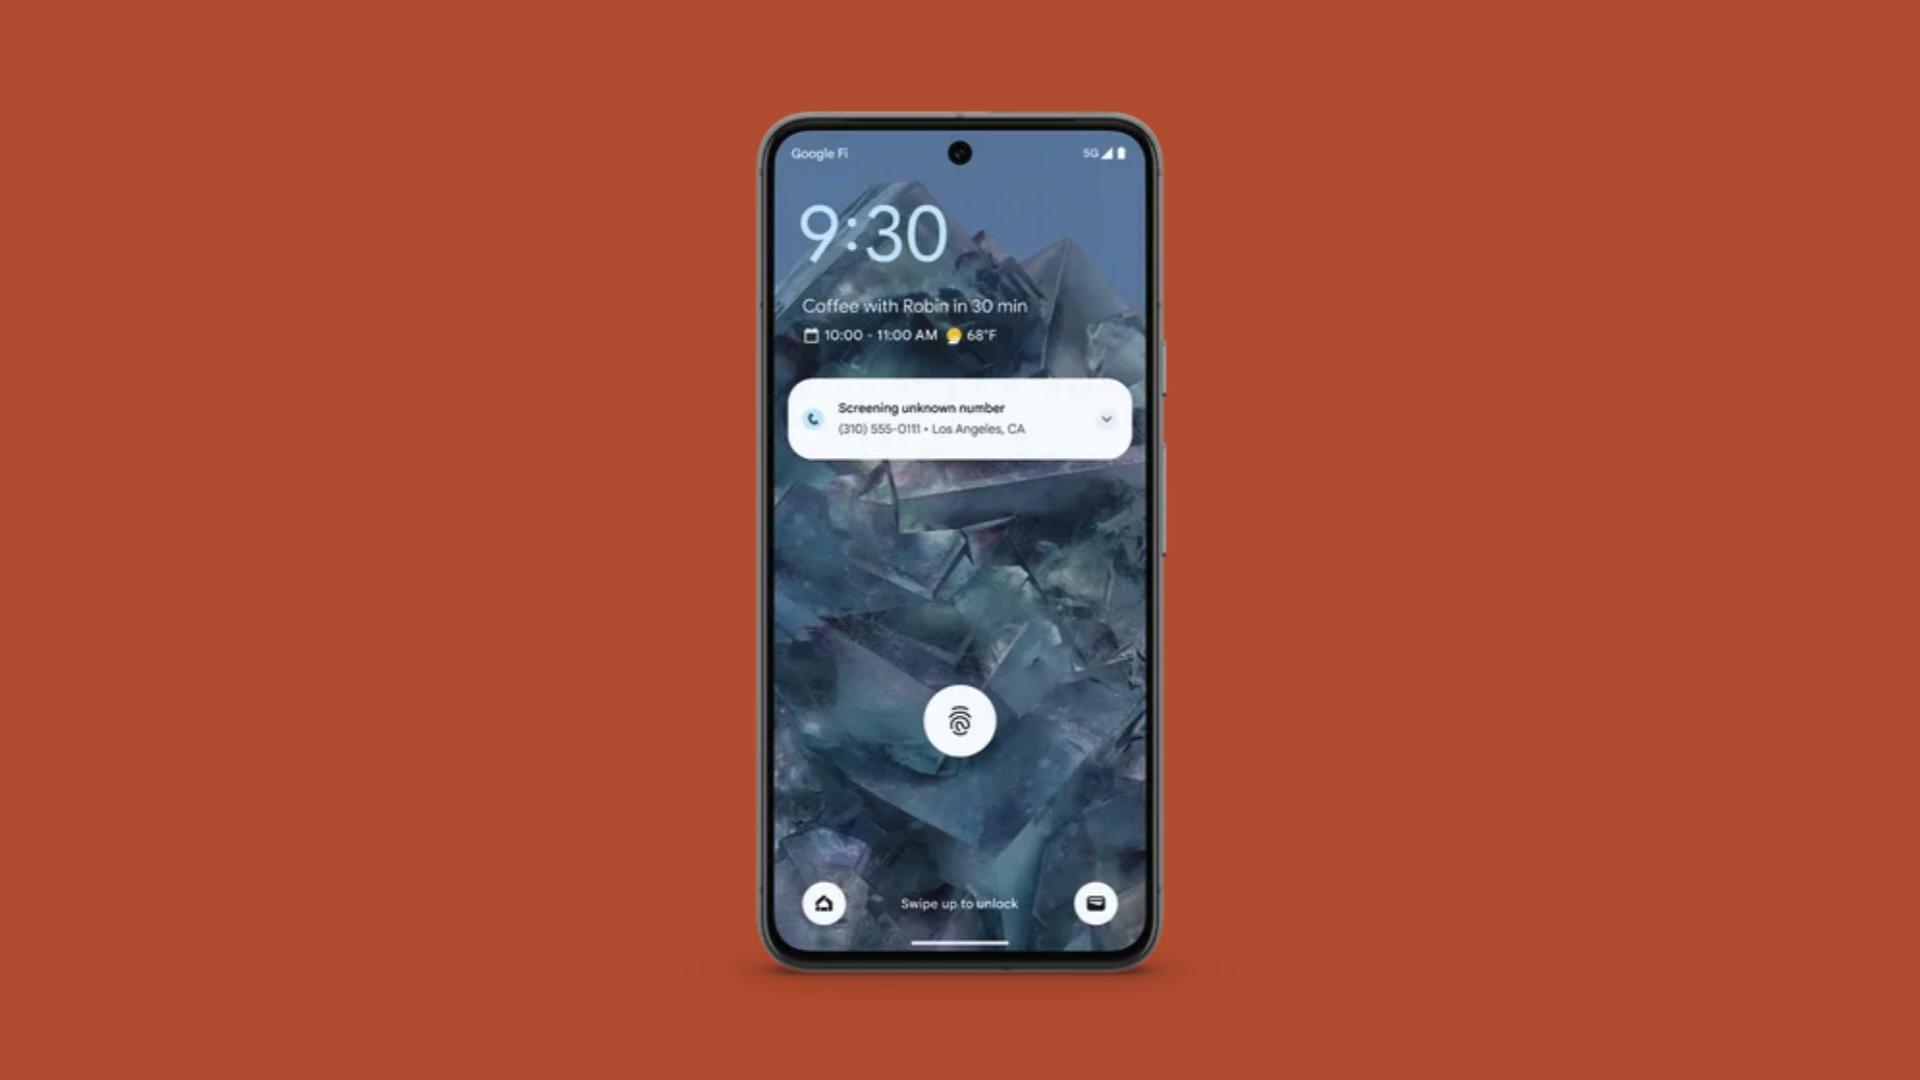 Google Fi
5G
9:30
Coffee with Robin in 30 min
10:00 - 11:00 AM 68°F
Screening unknown number
(310) 555-0111 • Los Angeles, CA
Swipe up to unlock